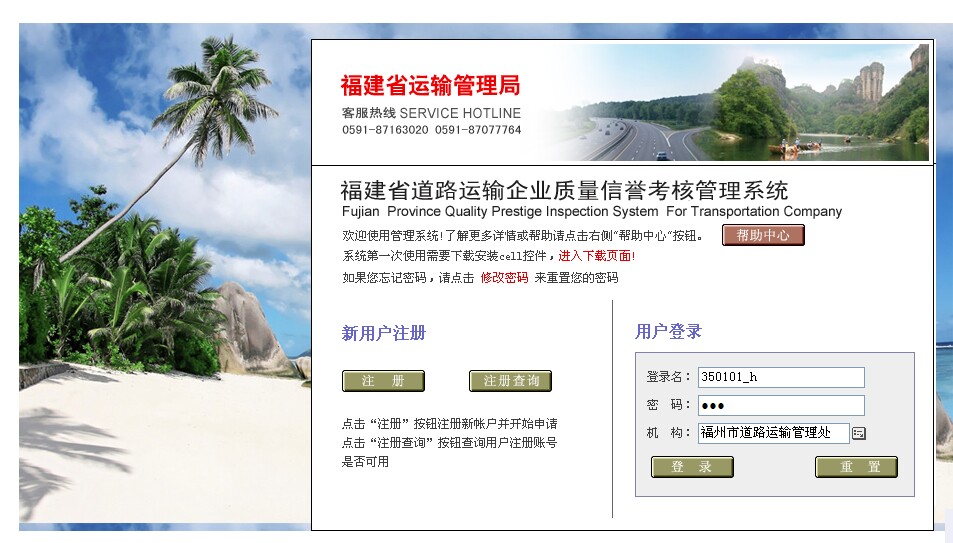 福建省运输管理局
客服热线 SERVICE HOTLINE
0591-87163020 0591-87077764
福建省道路运输企业质量信誉考核管理系统
Fujian Province Quality Prestige Inspection System For Transportation Company
欢迎使用管理系统!了解更多详情或帮助请点击右侧“帮助中心”按钮。 帮助中心
系统第一次使用需要下载安装cell控件，进入下载页面!
如果您忘记密码，请点击 修改密码 来重置您的密码
新用户注册
注 册 注册查询
点击“注册”按钮注册新帐户并开始申请
点击“注册查询”按钮查询用户注册账号
是否可用
用户登录
登录名： 350101_h
密 码： ●●●
机 构： 福州市道路运输管理处
登 录 重 置